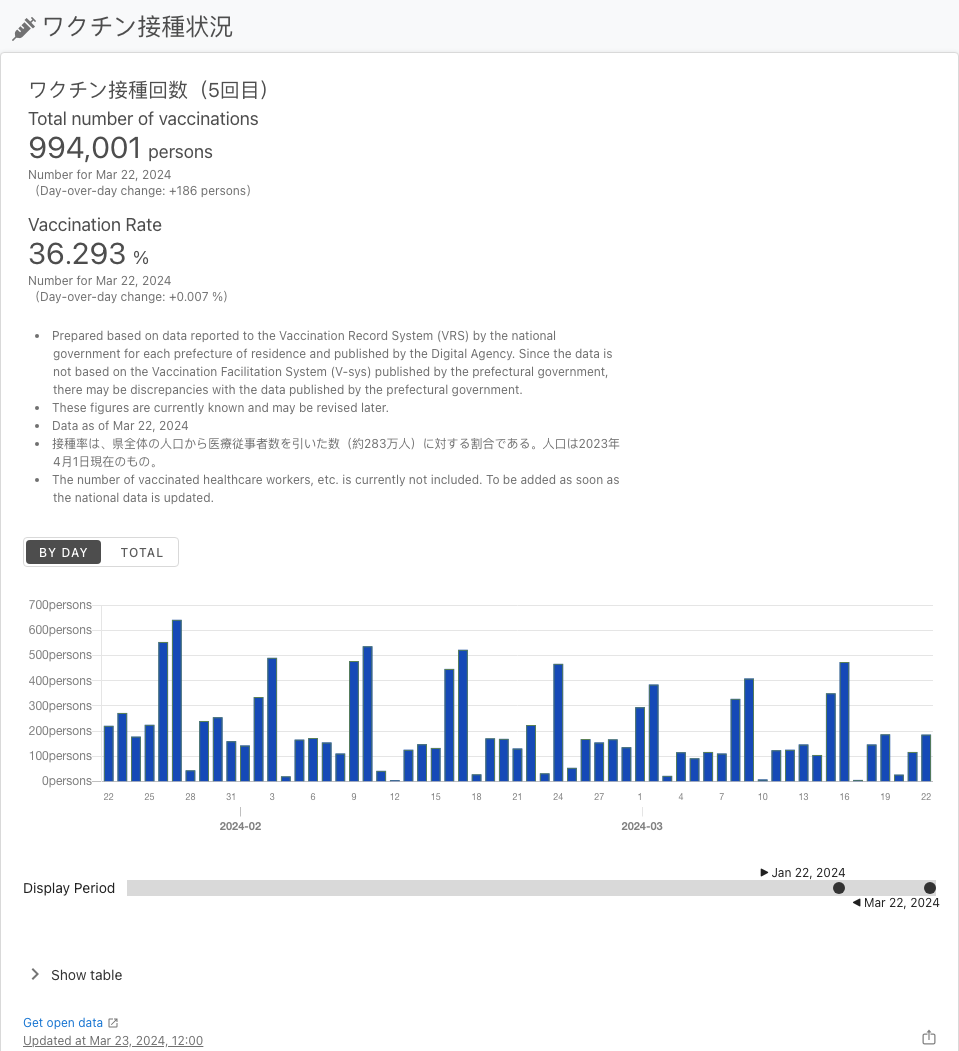 ワクチン接種状況
ワクチン接種回数（5回目）
Total number of vaccinations
994,001 persons
Number for Mar 22, 2024
（Day-over-day change: +186 persons）
Vaccination Rate
36.293 %
Number for Mar 22, 2024
（Day-over-day change: +0.007 %）
• Prepared based on data reported to the Vaccination Record System (VRS) by the national
government for each prefecture of residence and published by the Digital Agency. Since the data is
not based on the Vaccination Facilitation System (V-sys) published by the prefectural government,
there may be discrepancies with the data published by the prefectural government.
• These figures are currently known and may be revised later.
• Data as of Mar 22, 2024
• 接種率は、県全体の人口から医療従事者数を引いた数（約283万人）に対する割合である。人口は2023年
4月1日現在のもの。
• The number of vaccinated healthcare workers, etc. is currently not included. To be added as soon as
the national data is updated.
BY DAY TOTAL
700persons
600persons
500persons
400persons
300persons
200persons
100persons
0persons
22 25 28 31 3 6 9 12 15 18 21 24 27 1 4 7 10 13 16 19 22
2024-02 2024-03
Jan 22, 2024
Display Period
Mar 22, 2024
Show table
Get open data
Updated at Mar 23, 2024, 12:00